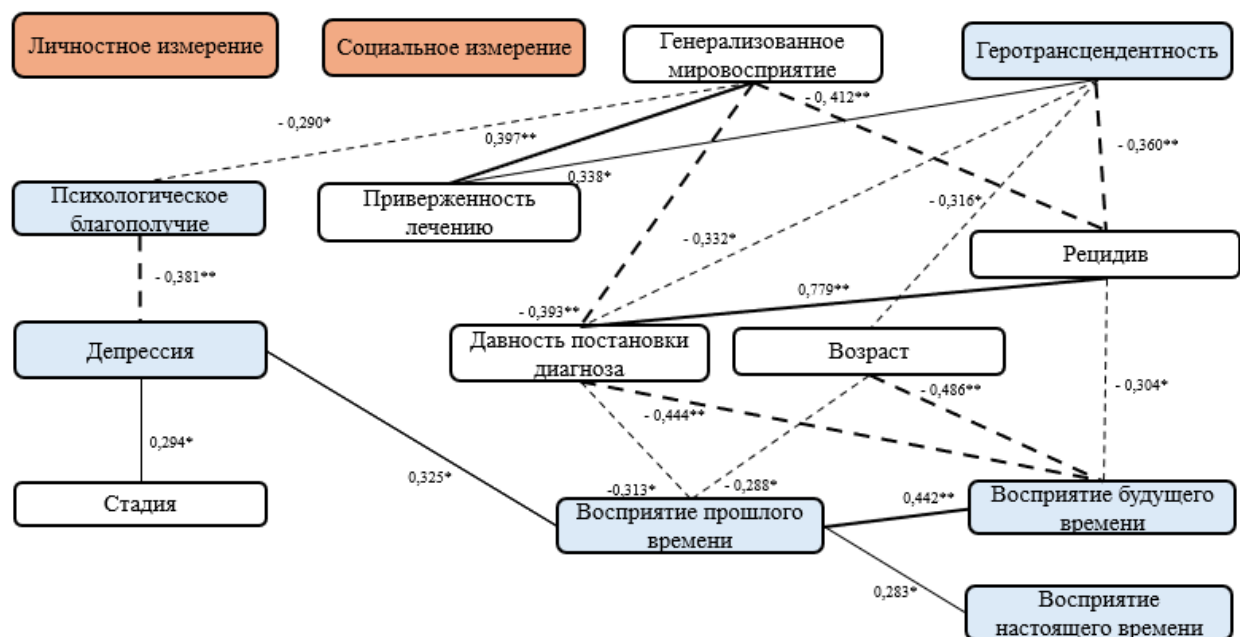 Личностное измерение
Социальное измерение
Генерализованное
мировосприятие
Геротрансцендентность
- 0,290*
0,397**
- 0, 412**
- 0,360**
0,338*
- 0,316*
Психологическое
благополучие
Приверженность
лечению
- 0,332*
Рецидив
- 0,381**
0,779**
- 0,393**
Депрессия
Давность постановки
диагноза
Возраст
- 0,486**
- 0,304*
- 0,444**
0,294*
0,325*
-0,313*
- 0,288*
0,442**
Стадия
Восприятие прошлого
времени
Восприятие будущего
времени
0,283*
Восприятие
настоящего времени